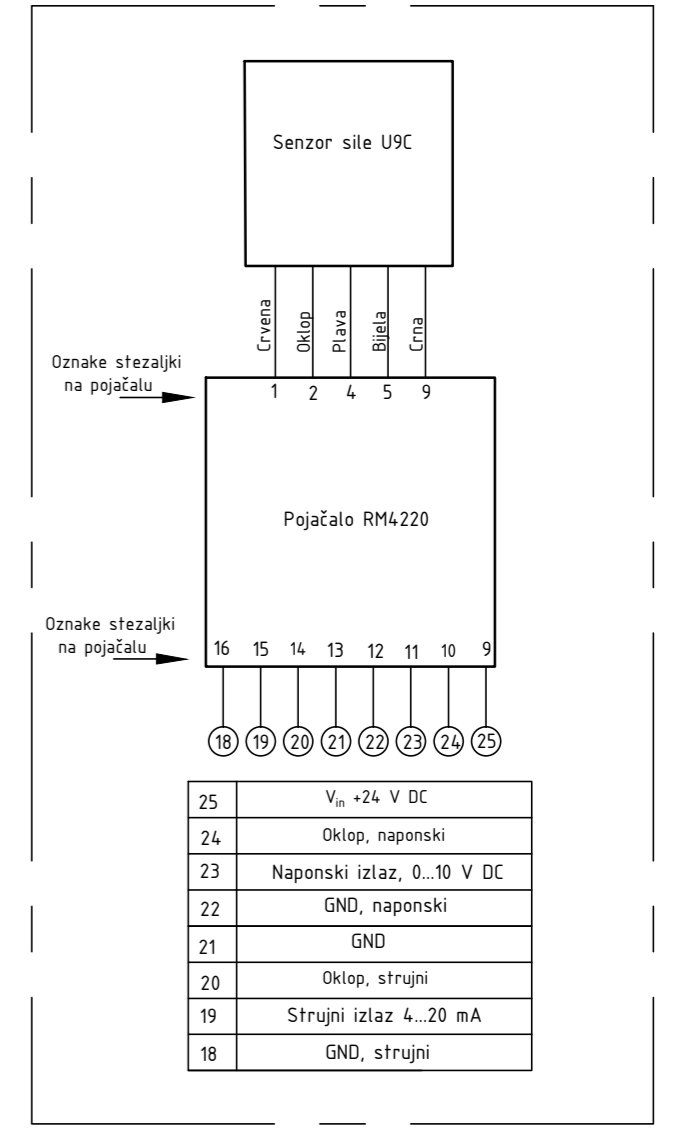 Senzor sile U9C
Crvena
Oklop
Plava
Bijela
Crna
Oznake stezaljki
na pojačalu
1 2 4 5 9
Pojačalo RM4220
Oznake stezaljki
na pojačalu
16 15 14 13 12 11 10 9
18 19 20 21 22 23 24 25
25 Vin +24 V DC
24 Oklop, naponski
23 Naponski izlaz, 0...10 V DC
22 GND, naponski
21 GND
20 Oklop, strujni
19 Strujni izlaz 4...20 mA
18 GND, strujni